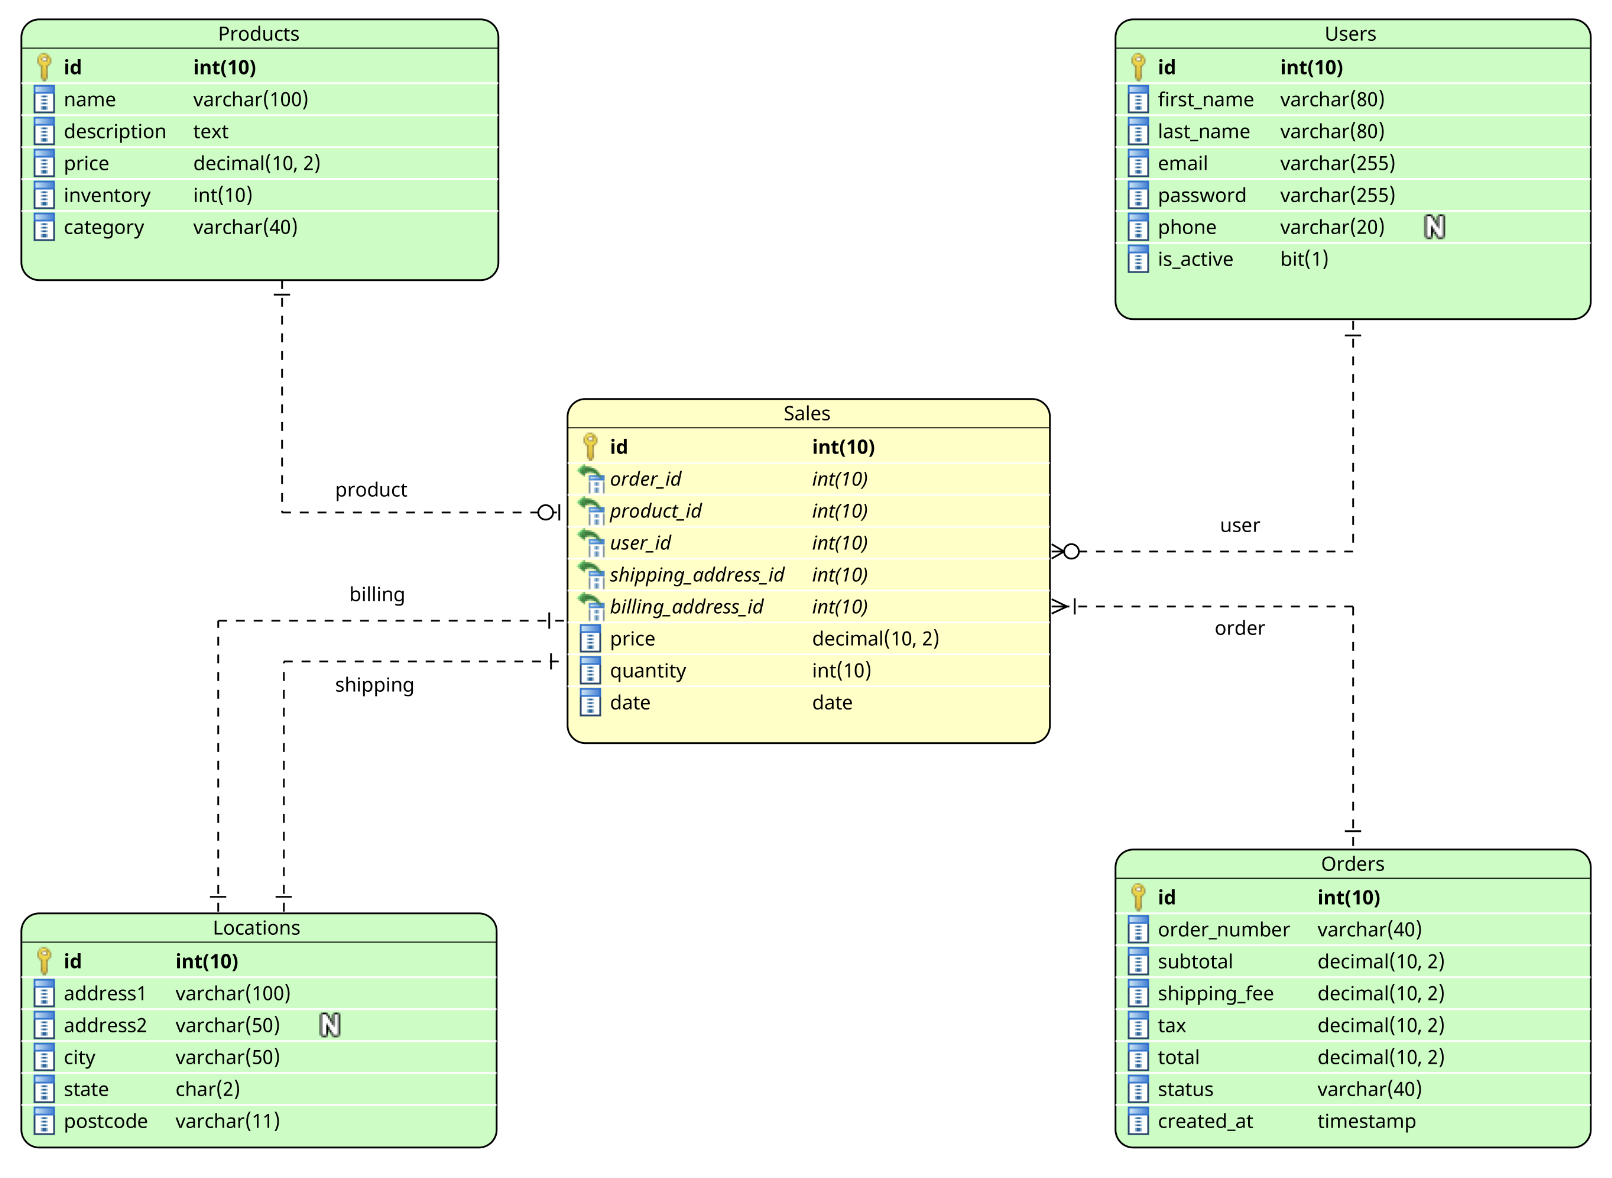 Products
id int(10)
name varchar(100)
description text
price decimal(10, 2)
inventory int(10)
category varchar(40)
Users
id int(10)
first_name varchar(80)
last_name varchar(80)
email varchar(255)
password varchar(255)
phone varchar(20) N
is_active bit(1)
Sales
id int(10)
order_id int(10)
product_id int(10)
user_id int(10)
shipping_address_id int(10)
billing_address_id int(10)
price decimal(10, 2)
quantity int(10)
date date
product
user
billing
order
shipping
Locations
id int(10)
address1 varchar(100)
address2 varchar(50) N
city varchar(50)
state char(2)
postcode varchar(11)
Orders
id int(10)
order_number varchar(40)
subtotal decimal(10, 2)
shipping_fee decimal(10, 2)
tax decimal(10, 2)
total decimal(10, 2)
status varchar(40)
created_at timestamp